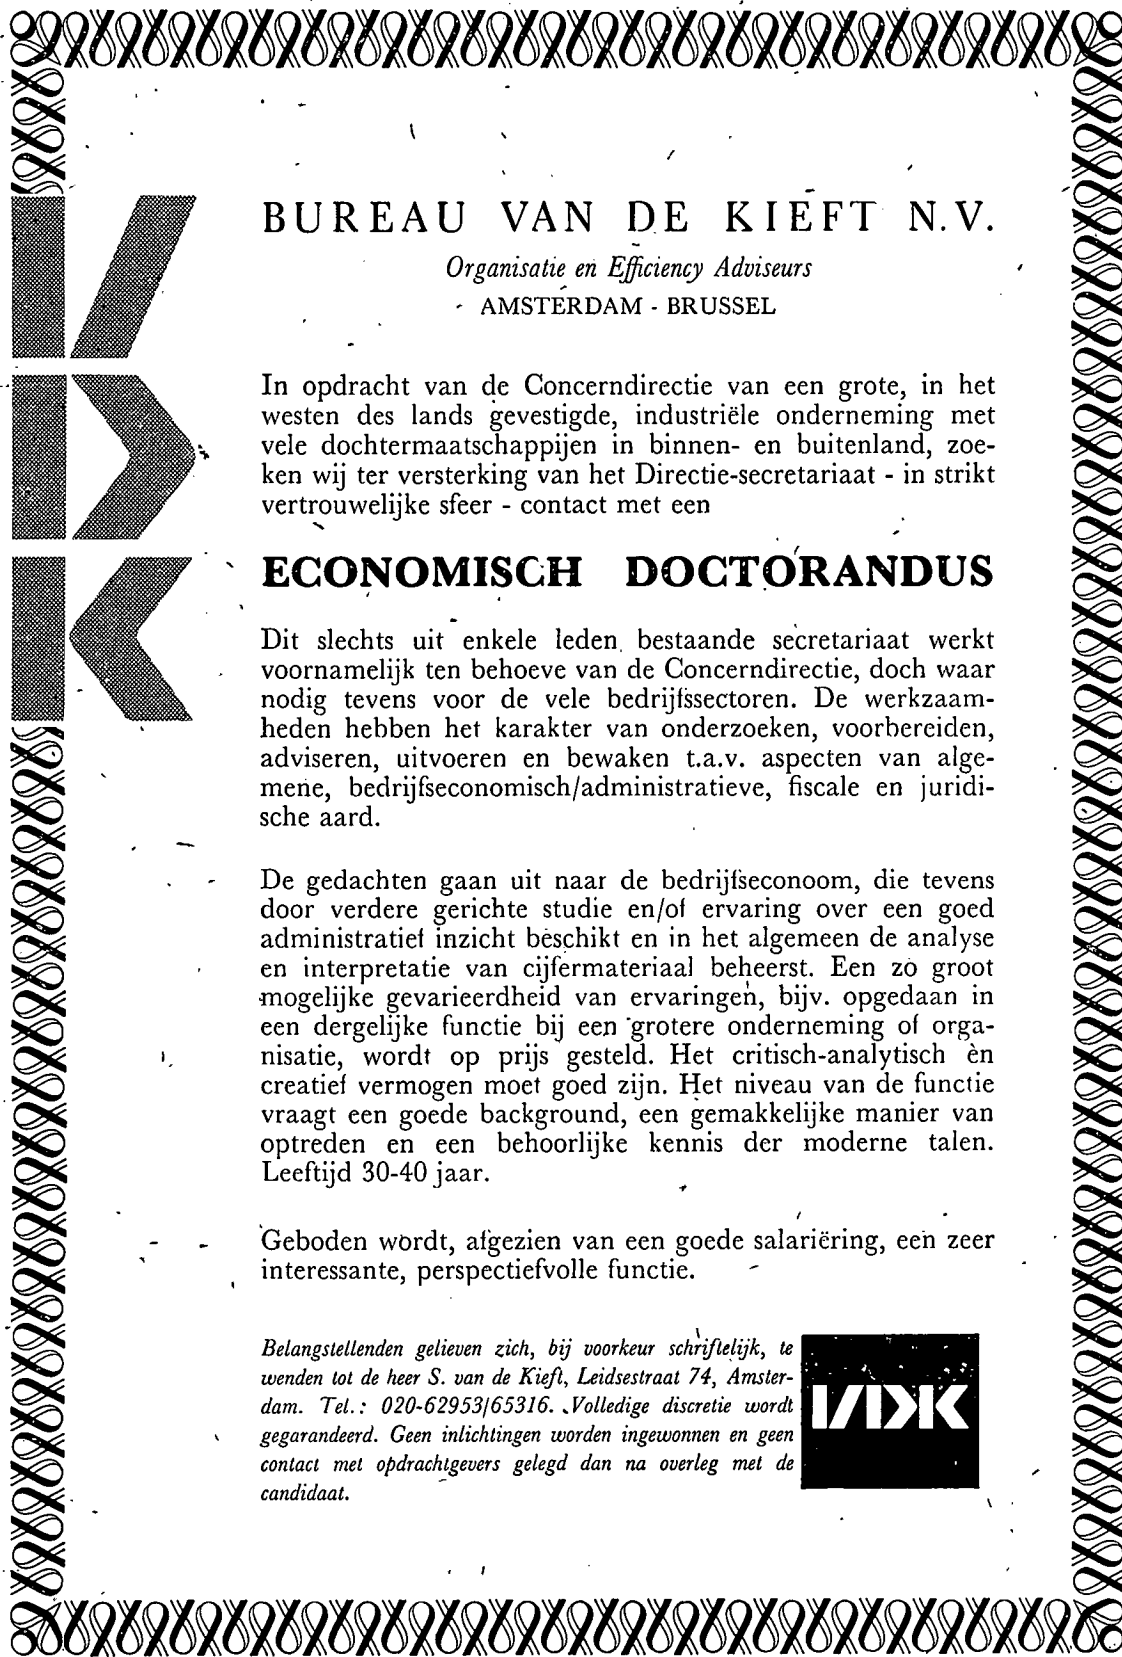 BUREAU VAN DE KIEFT N.V.
Organisatie en Efficiency Adviseurs
AMSTERDAM - BRUSSEL
In opdracht van de Concerndirectie van een grote, in het
westen des lands gevestigde, industriële onderneming met
vele dochtermaatschappijen in binnen- en buitenland, zoe-
ken wij ter versterking van het Directie-secretariaat - in strikt
vertrouwelijke sfeer - contact met een
ECONOMISCH DOCTORANDUS
Dit slechts uit enkele leden bestaande secretariaat werkt
voornamelijk ten behoeve van de Concerndirectie, doch waar
nodig tevens voor de vele bedrijfssectoren. De werkzaam-
heden hebben het karakter van onderzoeken, voorbereiden,
adviseren, uitvoeren en bewaken t.a.v. aspecten van alge-
mene, bedrijfseconomisch/administratieve, fiscale en juridi-
sche aard.
De gedachten gaan uit naar de bedrijfseconoom, die tevens
door verdere gerichte studie en/of ervaring over een goed
administratief inzicht beschikt en in het algemeen de analyse
en interpretatie van cijfermateriaal beheerst. Een zo groot
mogelijke gevarieerdheid van ervaringen, bijv. opgedaan in
een dergelijke functie bij een grotere onderneming of orga-
nisatie, wordt op prijs gesteld. Het critisch-analytisch èn
creatief vermogen moet goed zijn. Het niveau van de functie
vraagt een goede background, een gemakkelijke manier van
optreden en een behoorlijke kennis der moderne talen.
Leeftijd 30-40 jaar.
Geboden wordt, afgezien van een goede salariëring, een zeer
interessante, perspectiefvolle functie.
Belangstellenden gelieven zich, bij voorkeur schriftelijk, te
wenden tot de heer S. van de Kieft, Leidsestraat 74, Amster-
dam. Tel.: 020-62953/65316. Volledige discretie wordt
gegarandeerd. Geen inlichtingen worden ingewonnen en geen
contact met opdrachtgevers gelegd dan na overleg met de
candidaat.
VDK